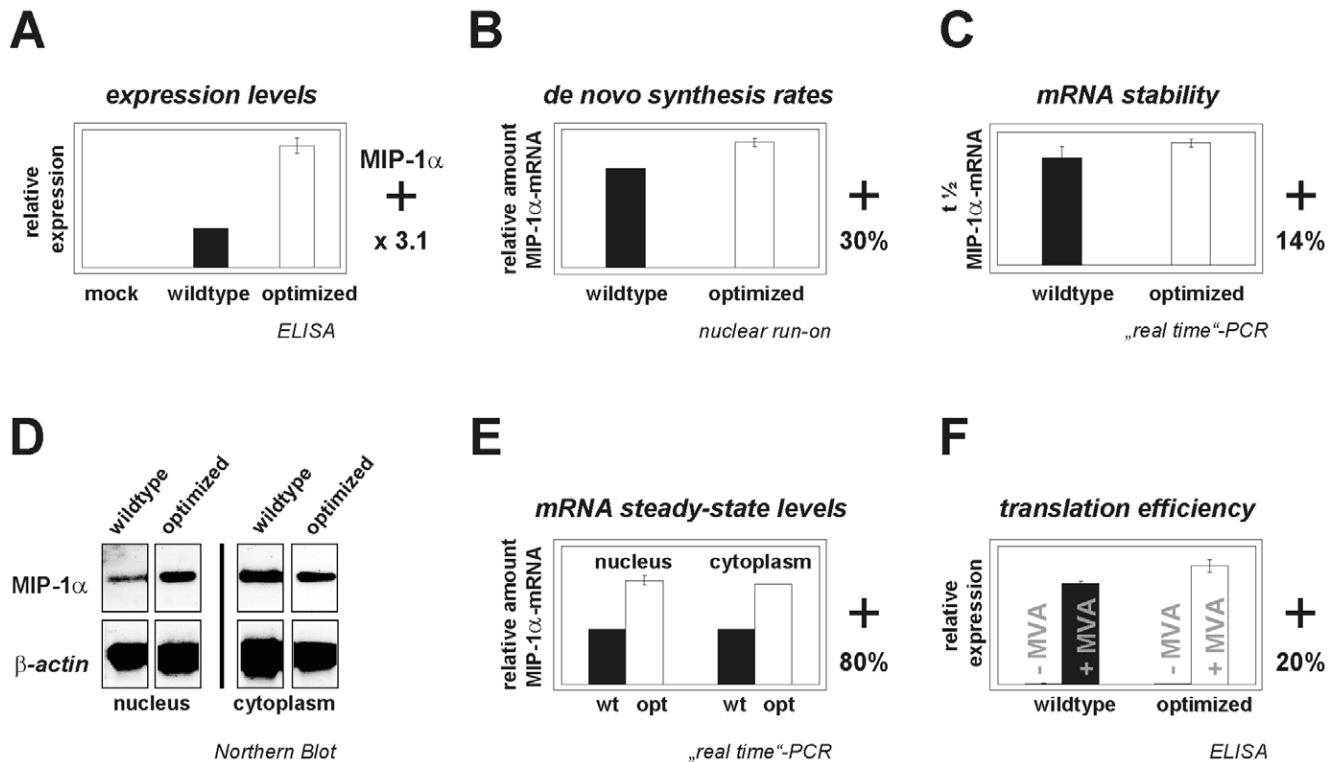 A
expression levels
relative
expression
MIP-1α
+
x 3.1
mock wildtype optimized
ELISA
B
de novo synthesis rates
relative amount
MIP-1α-mRNA
+
30%
wildtype optimized
nuclear run-on
C
mRNA stability
t ½
MIP-1α-mRNA
+
14%
wildtype optimized
„real time“-PCR
D
wildtype optimized wildtype optimized
MIP-1α
β-actin
nucleus cytoplasm
Northern Blot
E
mRNA steady-state levels
relative amount
MIP-1α-mRNA
nucleus cytoplasm
+
80%
wt opt wt opt
„real time“-PCR
F
translation efficiency
relative
expression
- MVA + MVA - MVA + MVA
+
20%
wildtype optimized
ELISA